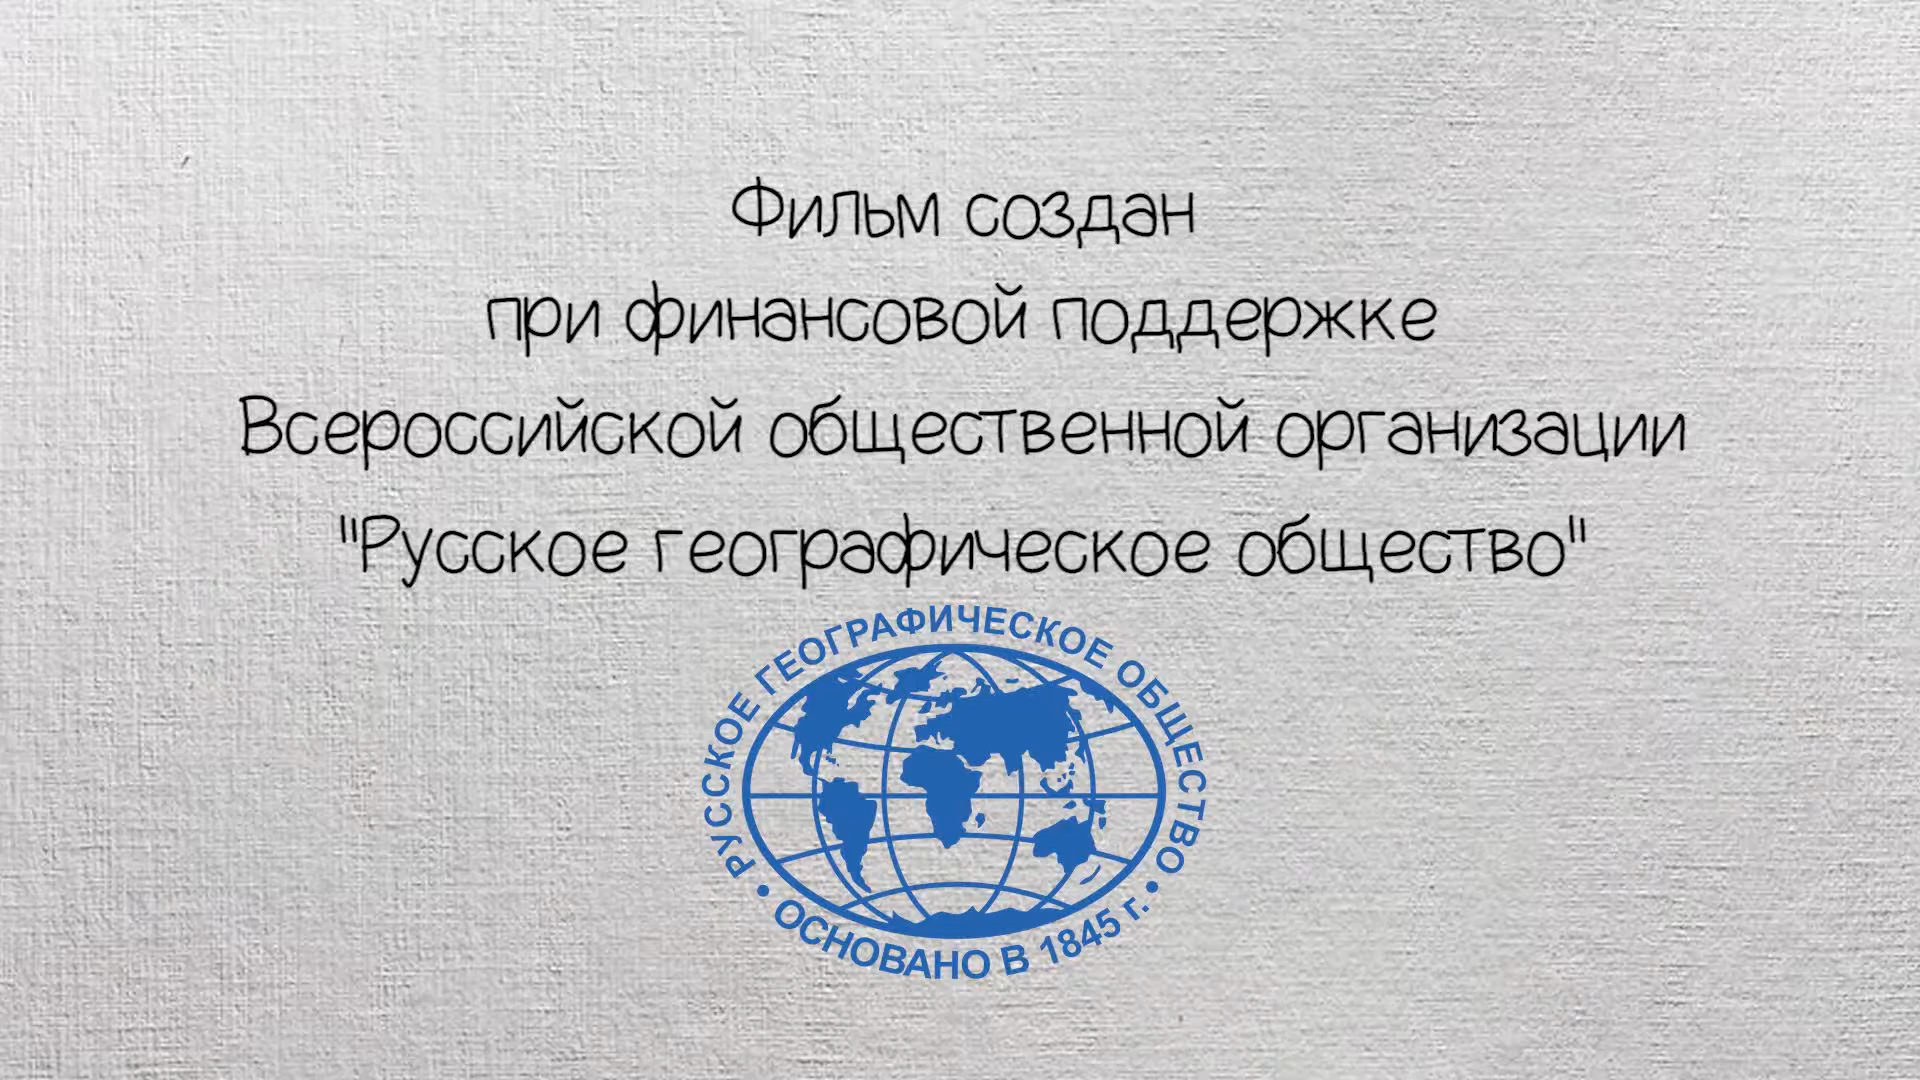 Фильм создан
при финансовой поддержке
Всероссийской общественной организации
"Русское географическое общество"
РУССКОЕ ГЕОГРАФИЧЕСКОЕ ОБЩЕСТВО
• ОСНОВАНО В 1845 г. •